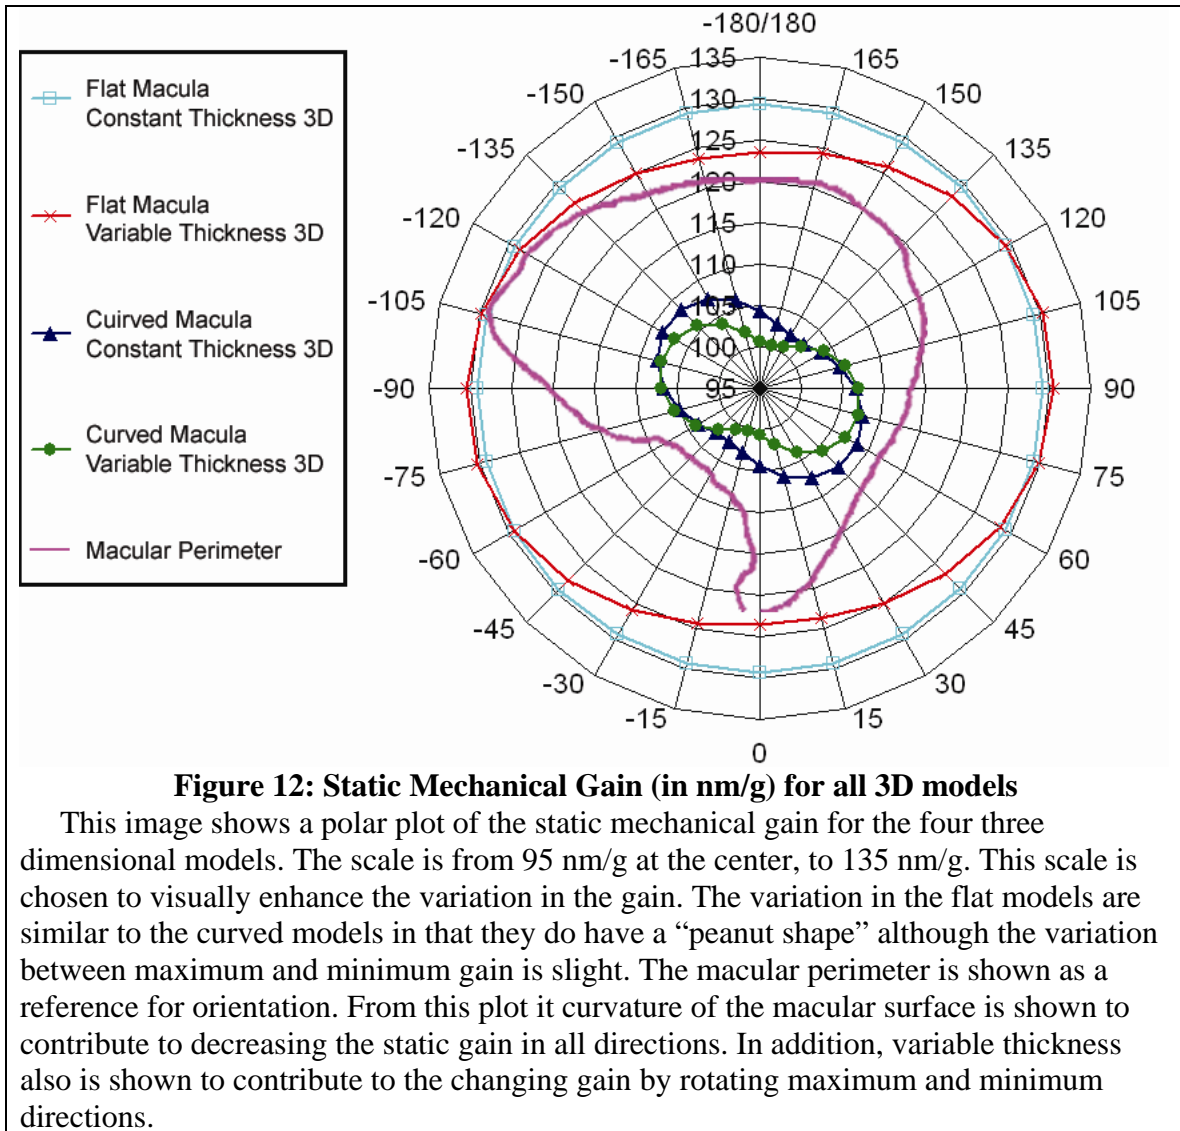 -180/180
-165 135 165
-150 130 150
-135 125 135
-120 120 120
115
110
-105 105 105
100
-90 95 90
-75 75
-60 60
-45 45
-30 30
-15 15
0
Flat Macula
Constant Thickness 3D
Flat Macula
Variable Thickness 3D
Cuirved Macula
Constant Thickness 3D
Curved Macula
Variable Thickness 3D
Macular Perimeter
Figure 12: Static Mechanical Gain (in nm/g) for all 3D models
This image shows a polar plot of the static mechanical gain for the four three
dimensional models. The scale is from 95 nm/g at the center, to 135 nm/g. This scale is
chosen to visually enhance the variation in the gain. The variation in the flat models are
similar to the curved models in that they do have a “peanut shape” although the variation
between maximum and minimum gain is slight. The macular perimeter is shown as a
reference for orientation. From this plot it curvature of the macular surface is shown to
contribute to decreasing the static gain in all directions. In addition, variable thickness
also is shown to contribute to the changing gain by rotating maximum and minimum
directions.